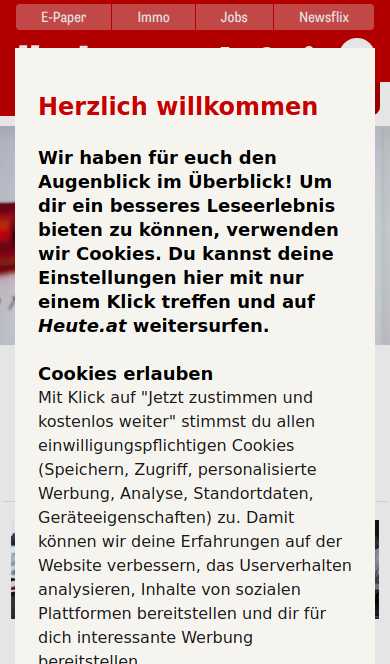 E-Paper Immo Jobs Newsflix
Herzlich willkommen
Wir haben für euch den
Augenblick im Überblick! Um
dir ein besseres Leseerlebnis
bieten zu können, verwenden
wir Cookies. Du kannst deine
Einstellungen hier mit nur
einem Klick treffen und auf
Heute.at weitersurfen.
Cookies erlauben
Mit Klick auf "Jetzt zustimmen und
kostenlos weiter" stimmst du allen
einwilligungspflichtigen Cookies
(Speichern, Zugriff, personalisierte
Werbung, Analyse, Standortdaten,
Geräteeigenschaften) zu. Damit
können wir deine Erfahrungen auf der
Website verbessern, das Userverhalten
analysieren, Inhalte von sozialen
Plattformen bereitstellen und dir für
dich interessante Werbung
bereitstellen